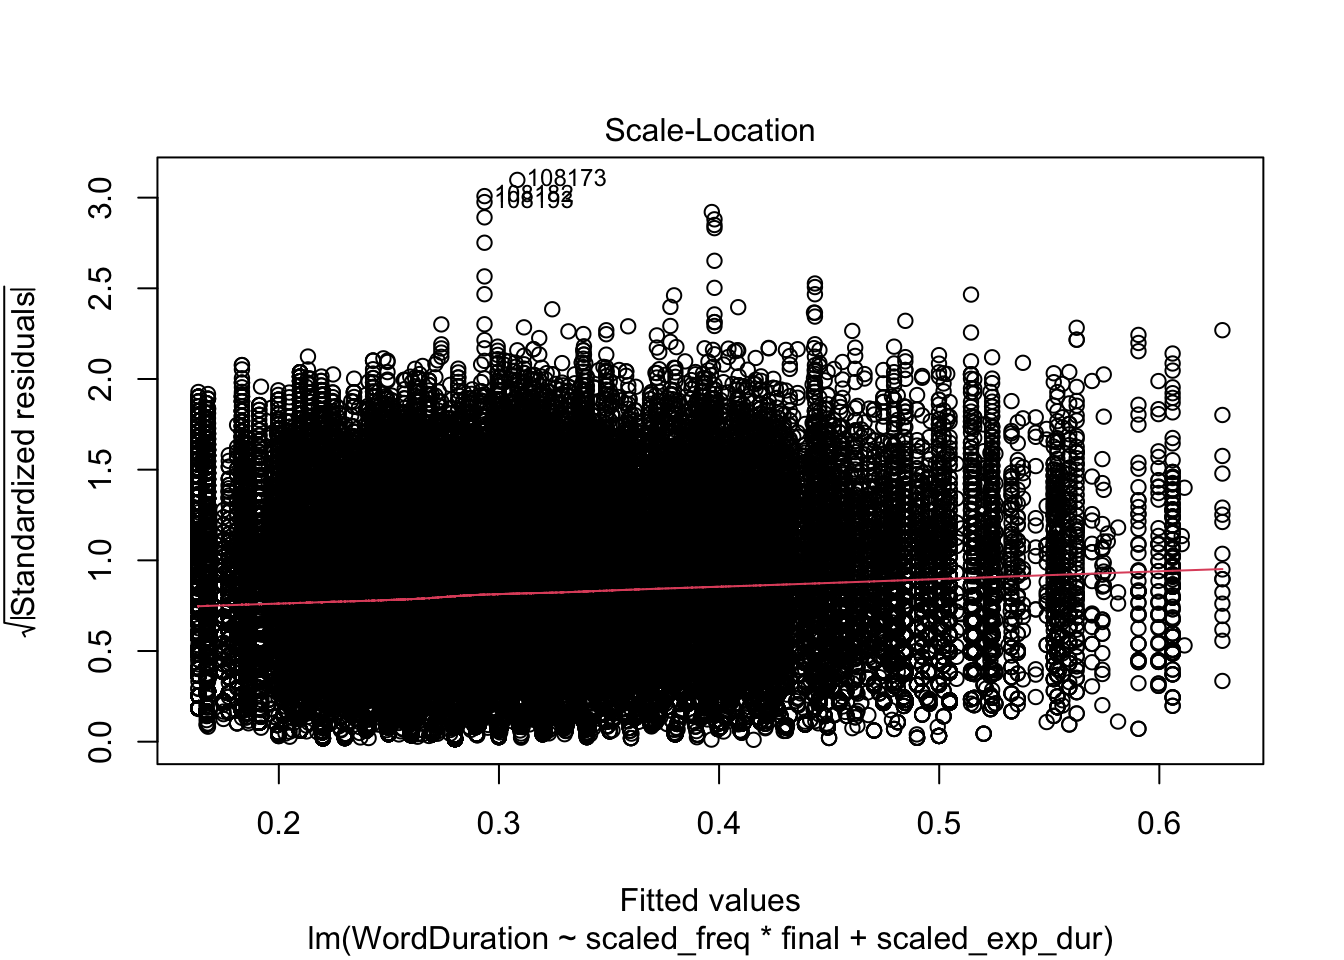 Scale-Location
√|Standardized residuals|
3.0
2.5
2.0
1.5
1.0
0.5
0.0
108173
108193
0.2 0.3 0.4 0.5 0.6
Fitted values
lm(WordDuration ~ scaled_freq * final + scaled_exp_dur)